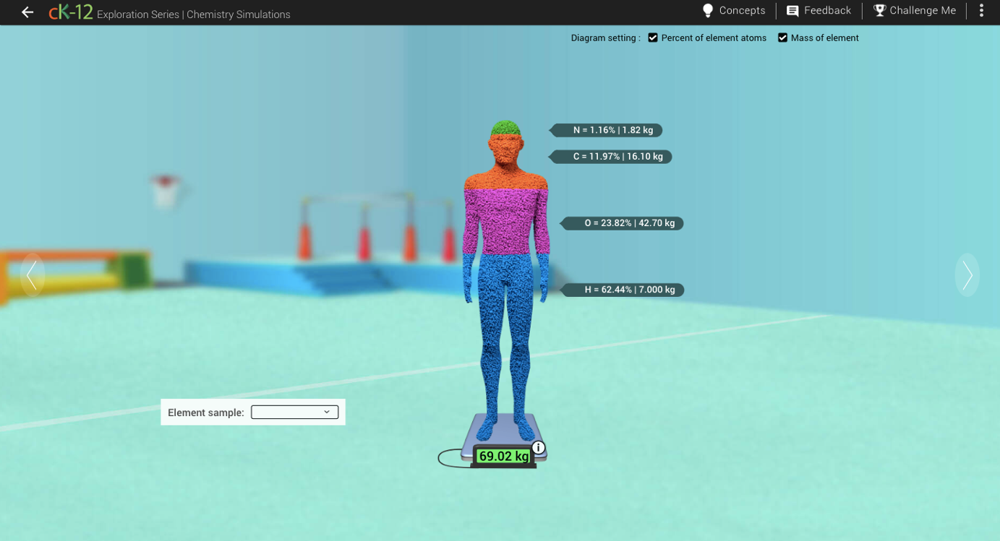 cK-12 Exploration Series | Chemistry Simulations
Concepts
Feedback
Challenge Me
Diagram setting : Percent of element atoms Mass of element
N = 1.16% | 1.82 kg
C = 11.97% | 16.10 kg
O = 23.82% | 42.70 kg
H = 62.44% | 7.000 kg
Element sample:
i
69.02 kg